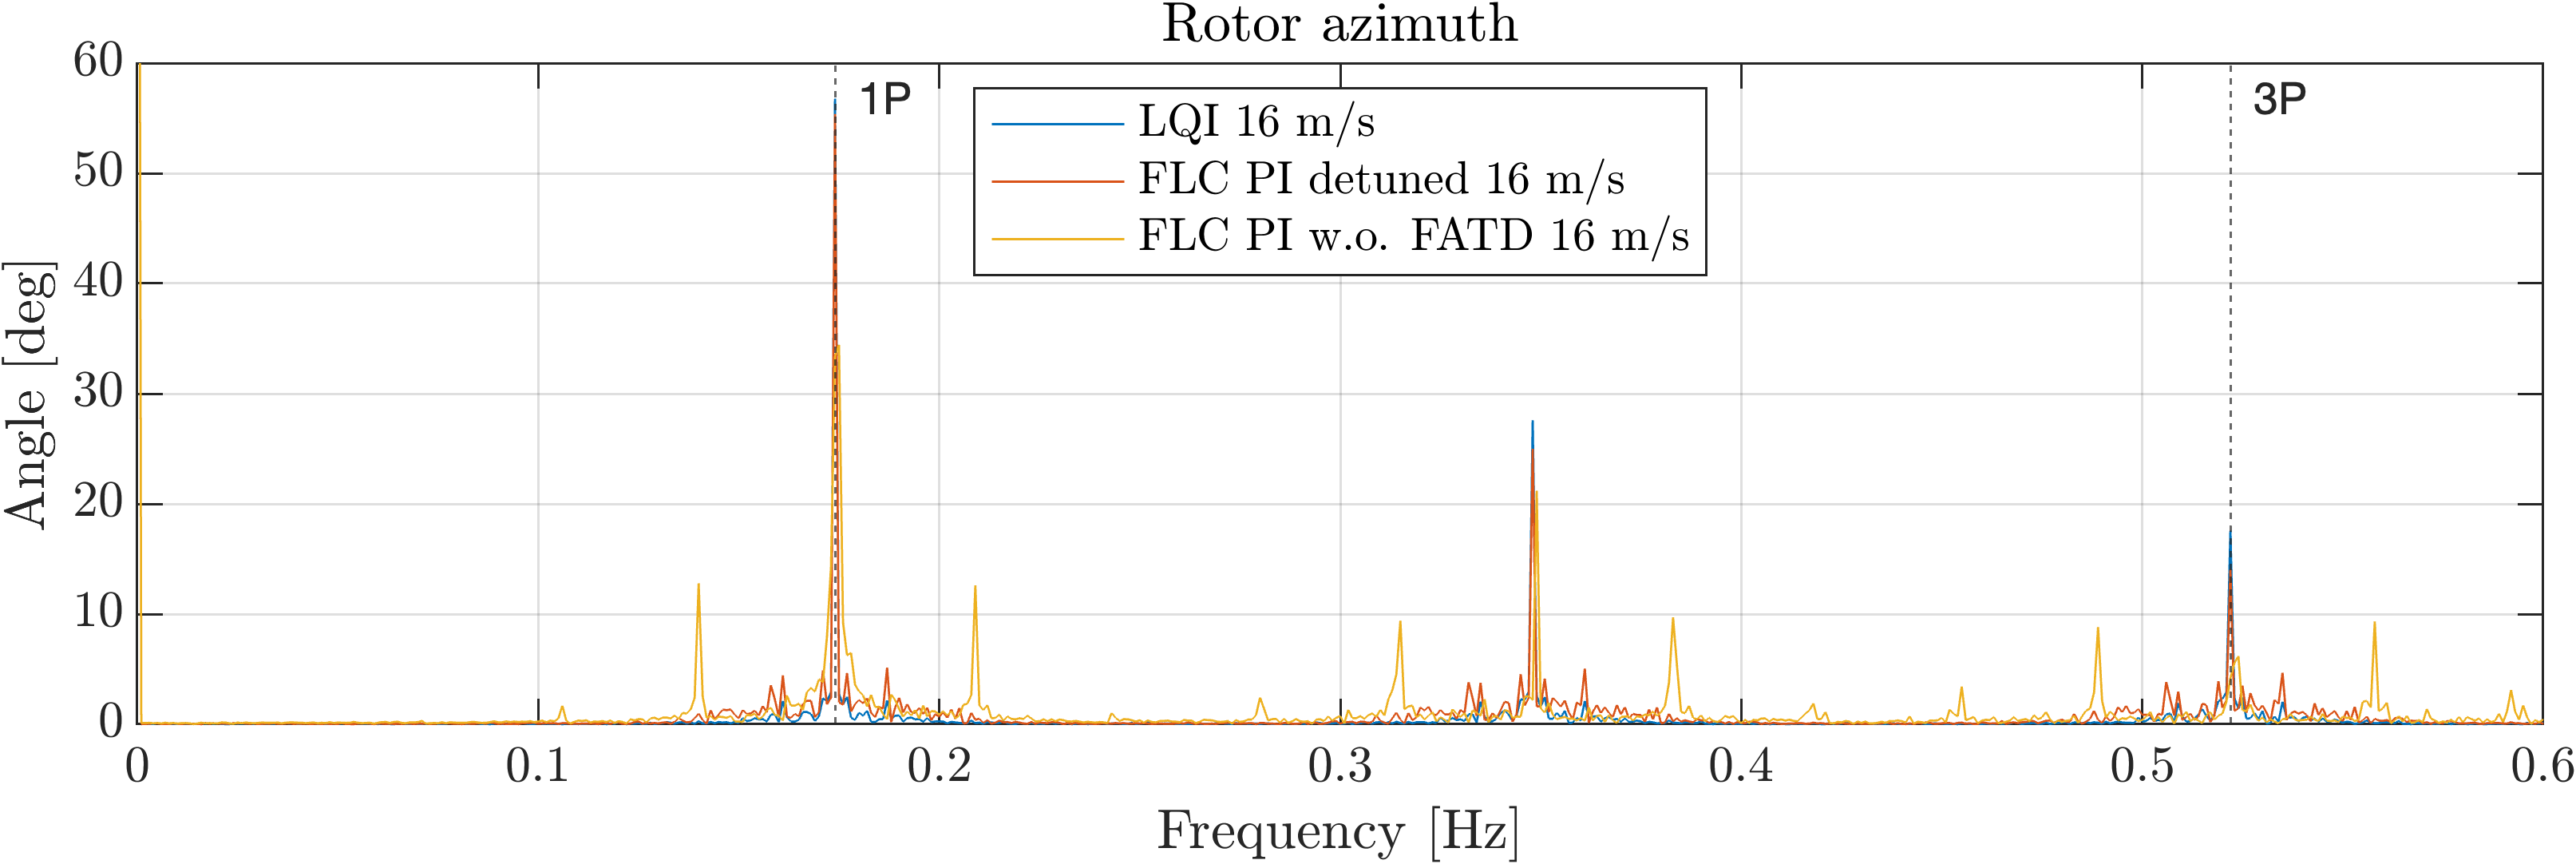 Rotor azimuth
60
50
40
30
20
10
0
Angle [deg]
1P
3P
LQI 16 m/s
FLC PI detuned 16 m/s
FLC PI w.o. FATD 16 m/s
0 0.1 0.2 0.3 0.4 0.5 0.6
Frequency [Hz]